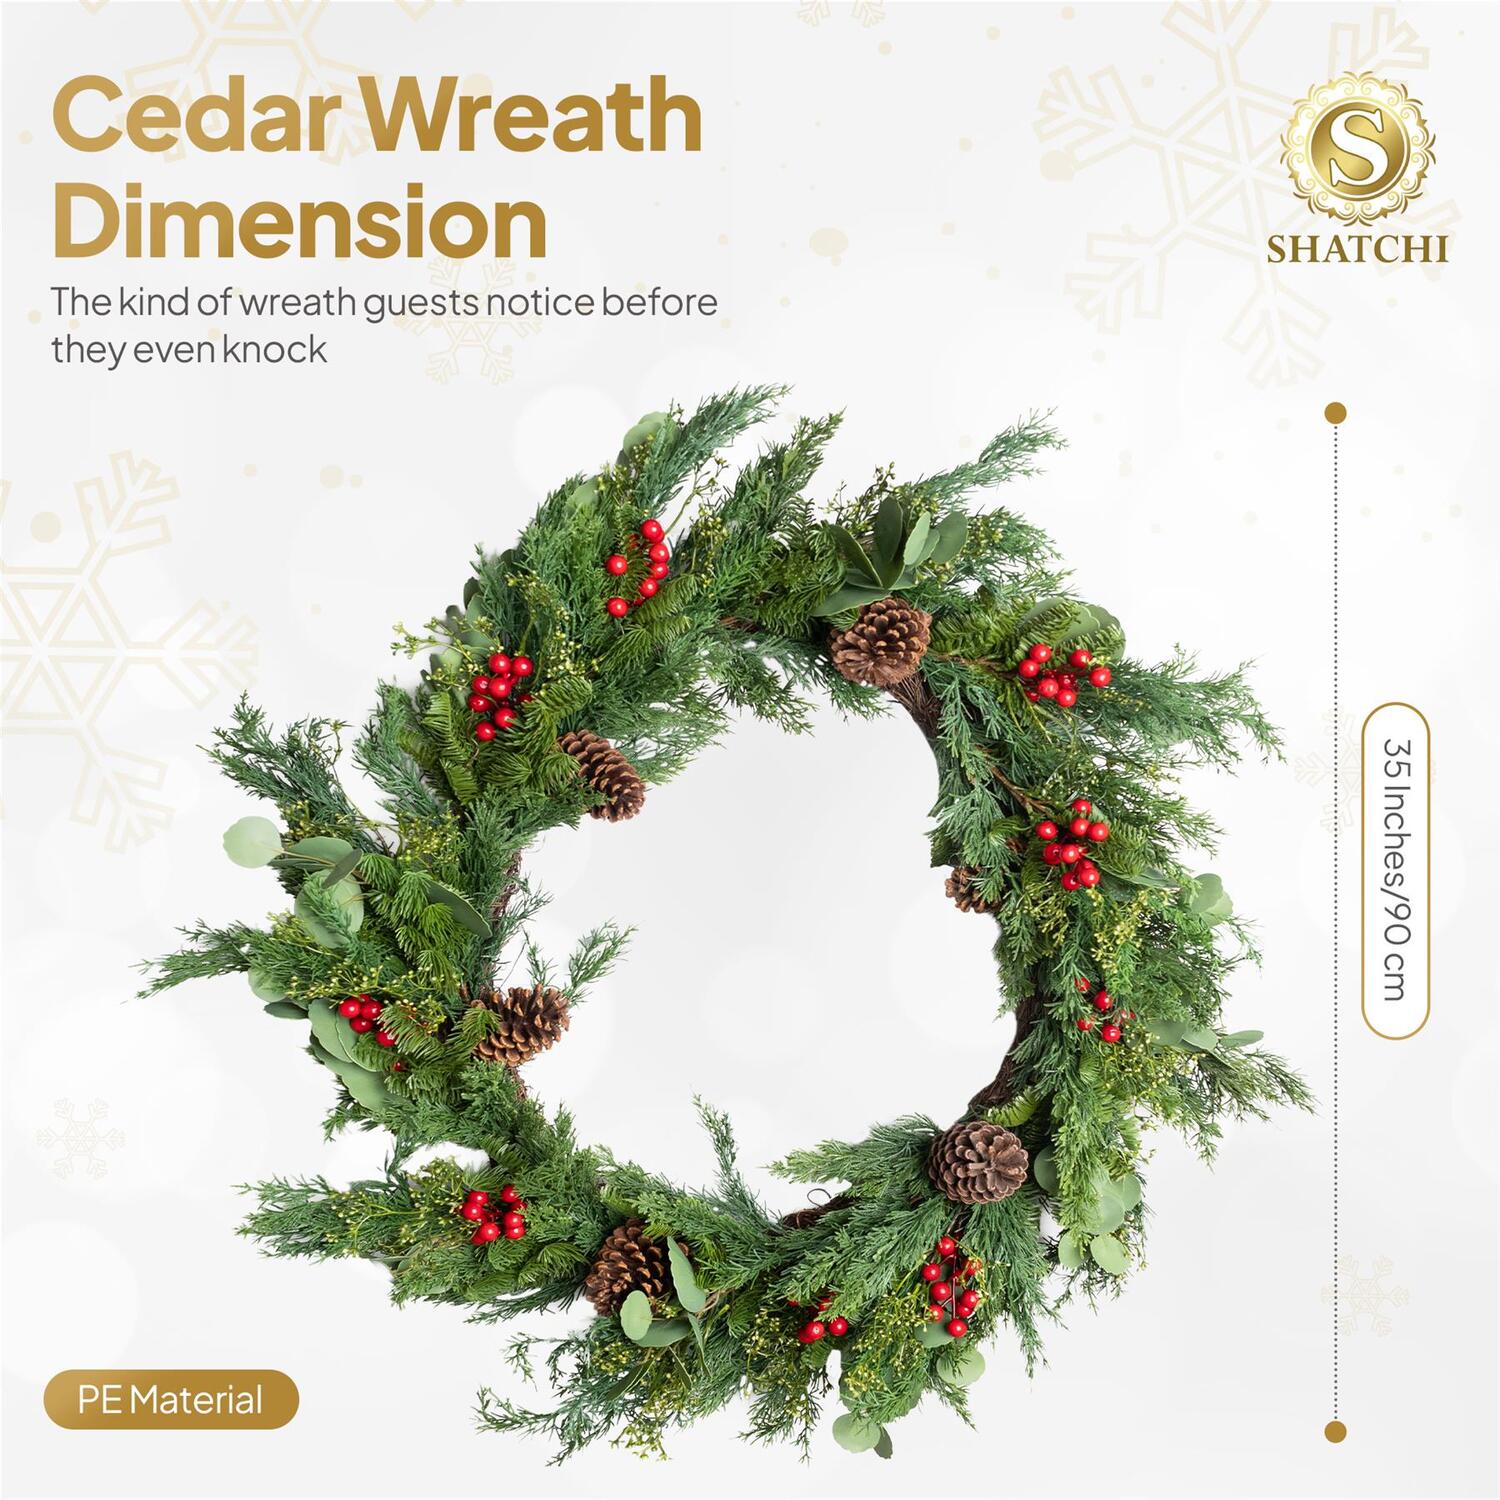 Cedar Wreath
Dimension
The kind of wreath guests notice before
they even knock
S
SHATCHI
35 Inches/90 cm
PE Material